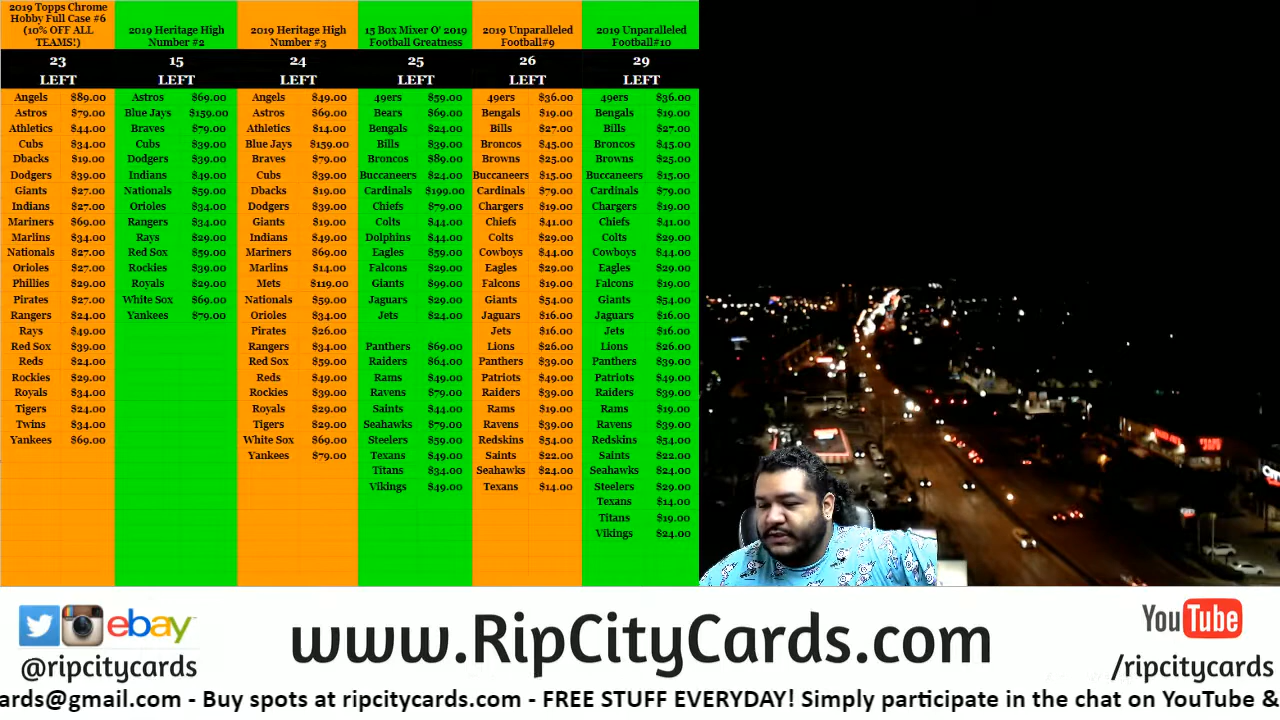 2019 Topps Chrome
Hobby Full Case #6
(10% OFF ALL
TEAMS!)
23
LEFT
Angels $89.00
Astros $79.00
Athletics $44.00
Cubs $34.00
Dbacks $19.00
Dodgers $39.00
Giants $27.00
Indians $27.00
Mariners $69.00
Marlins $34.00
Nationals $27.00
Orioles $27.00
Phillies $29.00
Pirates $27.00
Rangers $24.00
Rays $49.00
Red Sox $39.00
Reds $24.00
Rockies $29.00
Royals $34.00
Tigers $24.00
Twins $34.00
Yankees $69.00
2019 Heritage High
Number #2
15
LEFT
Astros $69.00
Blue Jays $159.00
Braves $79.00
Cubs $39.00
Dodgers $39.00
Indians $49.00
Nationals $59.00
Orioles $34.00
Rangers $34.00
Rays $29.00
Red Sox $59.00
Rockies $39.00
Royals $29.00
White Sox $69.00
Yankees $79.00
2019 Heritage High
Number #3
24
LEFT
Angels $49.00
Astros $69.00
Athletics $14.00
Blue Jays $159.00
Braves $79.00
Cubs $39.00
Dbacks $19.00
Dodgers $39.00
Giants $19.00
Indians $49.00
Mariners $69.00
Marlins $14.00
Mets $119.00
Nationals $59.00
Orioles $34.00
Pirates $26.00
Rangers $34.00
Red Sox $59.00
Reds $49.00
Rockies $39.00
Royals $29.00
Tigers $29.00
White Sox $69.00
Yankees $79.00
15 Box Mixer O' 2019
Football Greatness
25
LEFT
49ers $59.00
Bears $69.00
Bengals $24.00
Bills $39.00
Broncos $89.00
Buccaneers $24.00
Cardinals $199.00
Chiefs $79.00
Colts $44.00
Dolphins $44.00
Eagles $59.00
Falcons $29.00
Giants $99.00
Jaguars $29.00
Jets $24.00
Panthers $69.00
Raiders $64.00
Rams $49.00
Ravens $79.00
Saints $44.00
Seahawks $79.00
Steelers $59.00
Texans $49.00
Titans $34.00
Vikings $49.00
2019 Unparalleled
Football#9
26
LEFT
49ers $36.00
Bengals $19.00
Bills $27.00
Broncos $45.00
Browns $25.00
Buccaneers $15.00
Cardinals $79.00
Chargers $19.00
Chiefs $41.00
Colts $29.00
Cowboys $44.00
Eagles $29.00
Falcons $19.00
Giants $54.00
Jaguars $16.00
Jets $16.00
Lions $26.00
Panthers $39.00
Patriots $49.00
Raiders $39.00
Rams $19.00
Ravens $39.00
Redskins $54.00
Saints $22.00
Seahawks $24.00
Texans $14.00
2019 Unparalleled
Football#10
29
LEFT
49ers $36.00
Bengals $19.00
Bills $27.00
Broncos $45.00
Browns $25.00
Buccaneers $15.00
Cardinals $79.00
Chargers $19.00
Chiefs $41.00
Colts $29.00
Cowboys $44.00
Eagles $29.00
Falcons $19.00
Giants $54.00
Jaguars $16.00
Jets $16.00
Lions $26.00
Panthers $39.00
Patriots $49.00
Raiders $39.00
Rams $19.00
Ravens $39.00
Redskins $54.00
Saints $22.00
Seahawks $24.00
Steelers $29.00
Texans $14.00
Titans $19.00
Vikings $24.00
ebay
@ripcitycards
www.RipCityCards.com
YouTube
/ripcitycards
ards@gmail.com - Buy spots at ripcitycards.com - FREE STUFF EVERYDAY! Simply participate in the chat on YouTube &